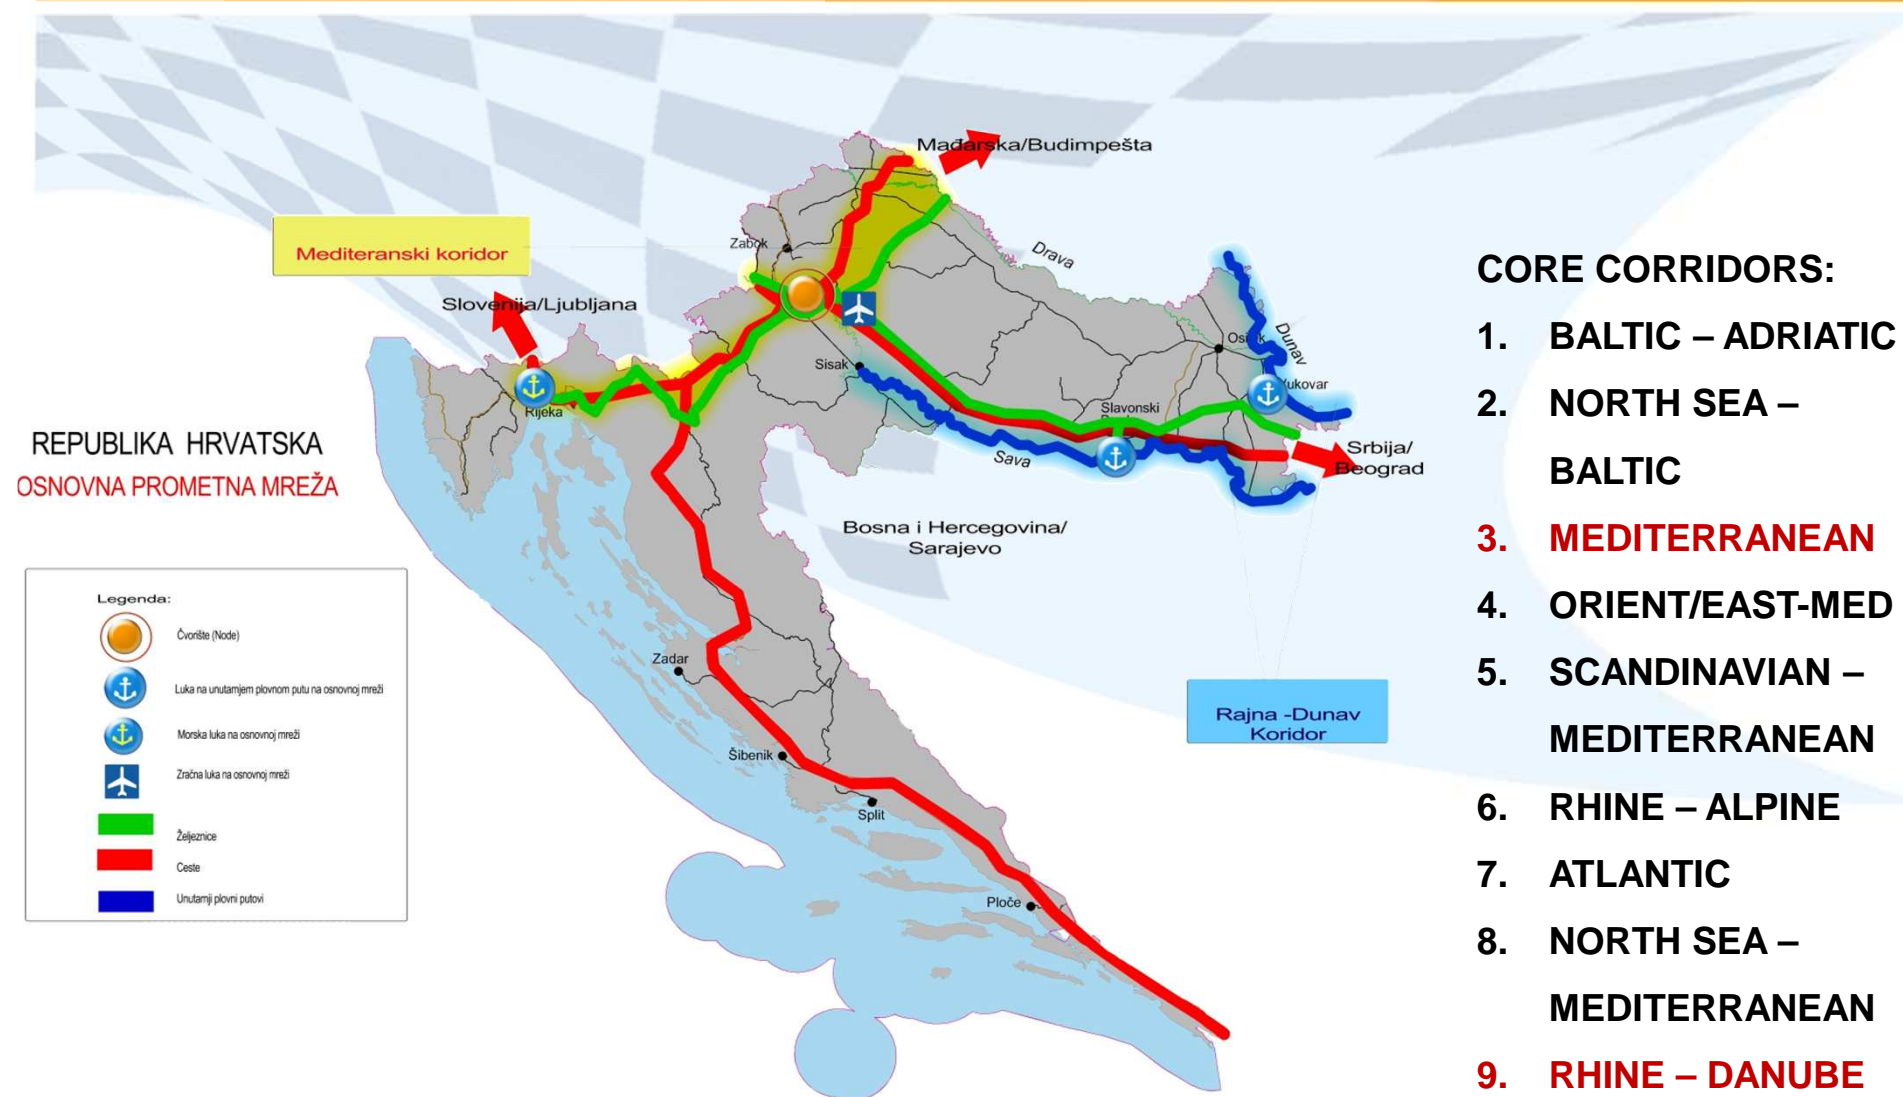 Mađarska/Budimpešta
Mediteranski koridor
Zabok
Drava
Slovenija/Ljubljana
Dunav
Sisak
Vukovar
Rijeka
Slavonski
Sava
Srbija/
Beograd
REPUBLIKA HRVATSKA
OSNOVNA PROMETNA MREŽA
Bosna i Hercegovina/
Sarajevo
Legenda:
Čvorište (Node)
Luka na unutarnjem plovnom putu na osnovnoj mreži
Morska luka na osnovnoj mreži
Zračna luka na osnovnoj mreži
Željeznice
Ceste
Unutarnji plovni putovi
Zadar
Šibenik
Split
Ploče
Rajna -Dunav
Koridor
CORE CORRIDORS:
1. BALTIC – ADRIATIC
2. NORTH SEA –
BALTIC
3. MEDITERRANEAN
4. ORIENT/EAST-MED
5. SCANDINAVIAN –
MEDITERRANEAN
6. RHINE – ALPINE
7. ATLANTIC
8. NORTH SEA –
MEDITERRANEAN
9. RHINE – DANUBE